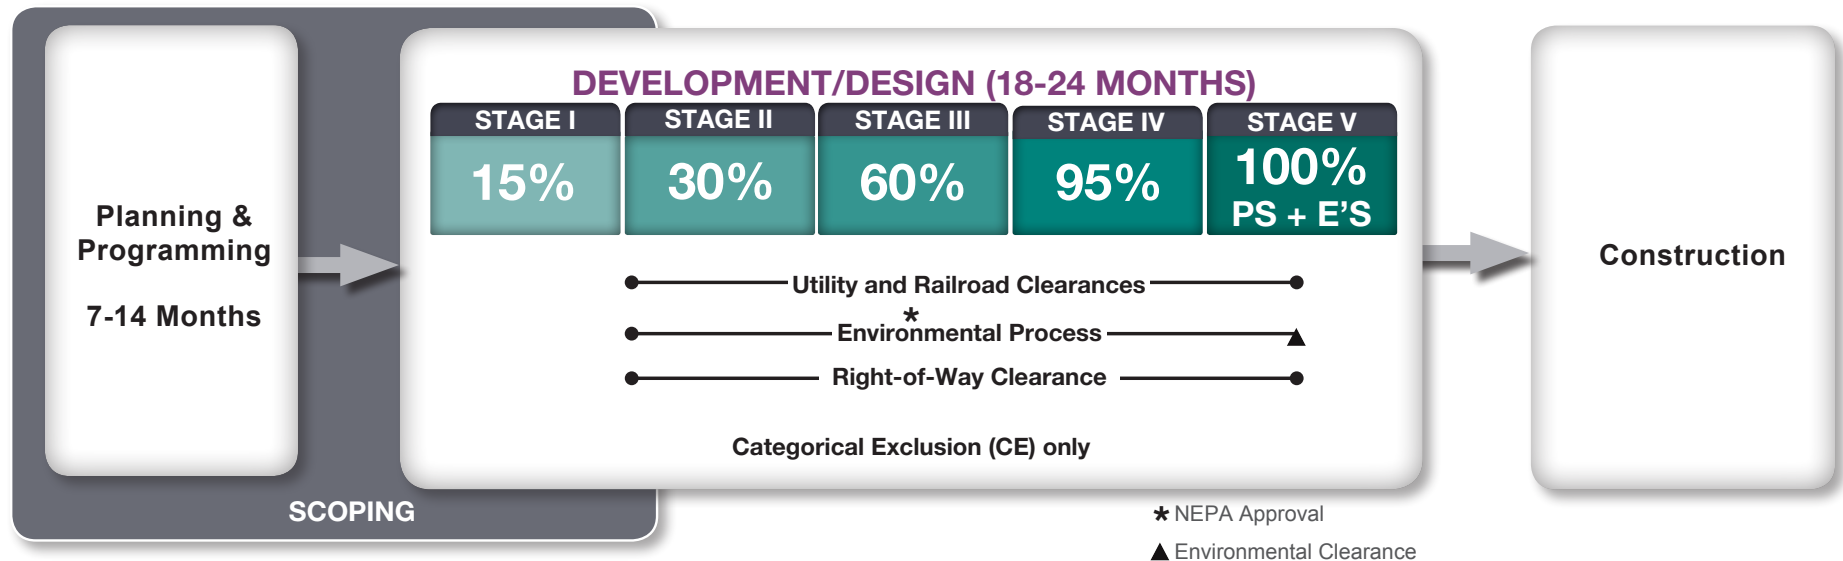 Planning &
Programming
7-14 Months
SCOPING
DEVELOPMENT/DESIGN (18-24 MONTHS)
STAGE I
15%
STAGE II
30%
STAGE III
60%
STAGE IV
95%
STAGE V
100%
PS + E’S
Utility and Railroad Clearances
*
Environmental Process
Right-of-Way Clearance
Categorical Exclusion (CE) only
* NEPA Approval
▲ Environmental Clearance
Construction